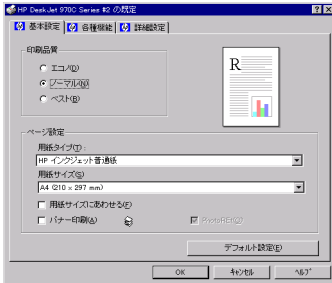 HP DeskJet 970C Series #2 の既定
基本設定 各種機能 詳細設定
印刷品質
エコノ(O)
ノーマル(N)
ベスト(B)
R
ページ設定
用紙タイプ(T):
HP インクジェット普通紙
用紙サイズ(S)
A4 (210 x 297 mm)
用紙サイズにあわせる(F)
バナー印刷(A)
デフォルト設定(E)
OK キャンセル ヘルプ